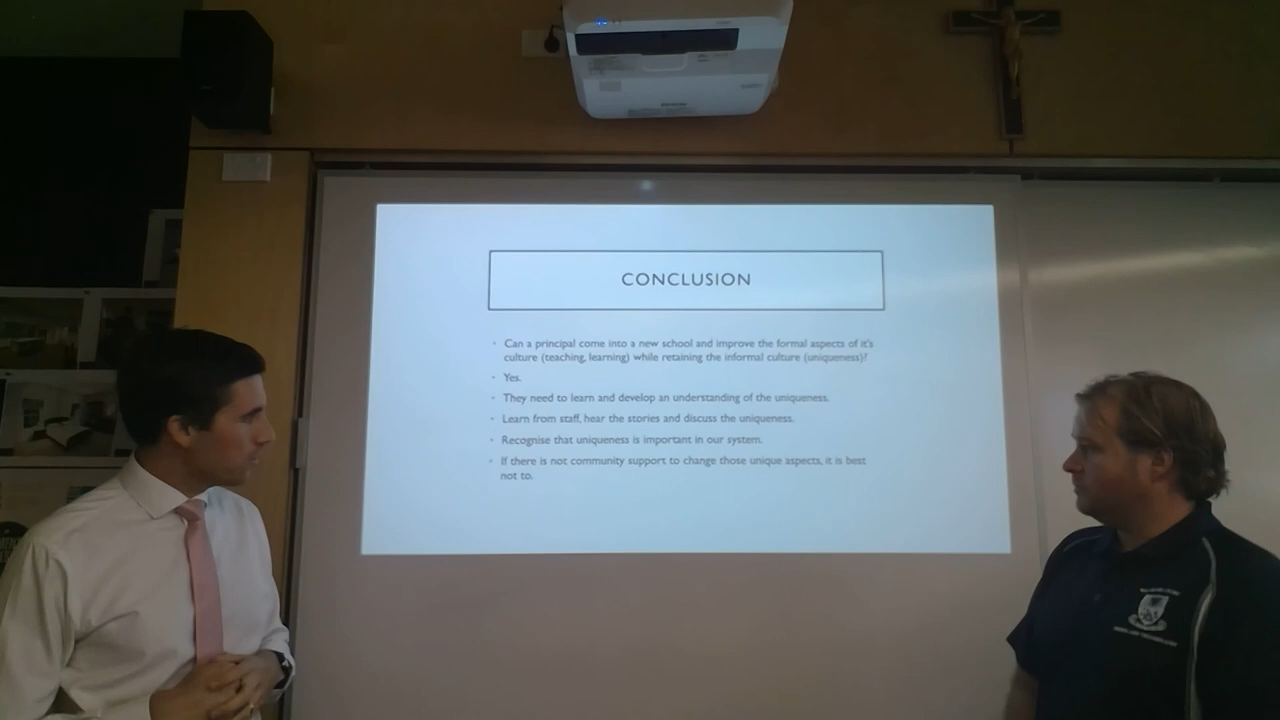 CONCLUSION
• Can a principal come into a new school and improve the formal aspects of it's
culture (teaching, learning) while retaining the informal culture (uniqueness)?
• Yes.
• They need to learn and develop an understanding of the uniqueness.
• Learn from staff, hear the stories and discuss the uniqueness.
• Recognise that uniqueness is important in our system.
• If there is not community support to change those unique aspects, it is best
not to.